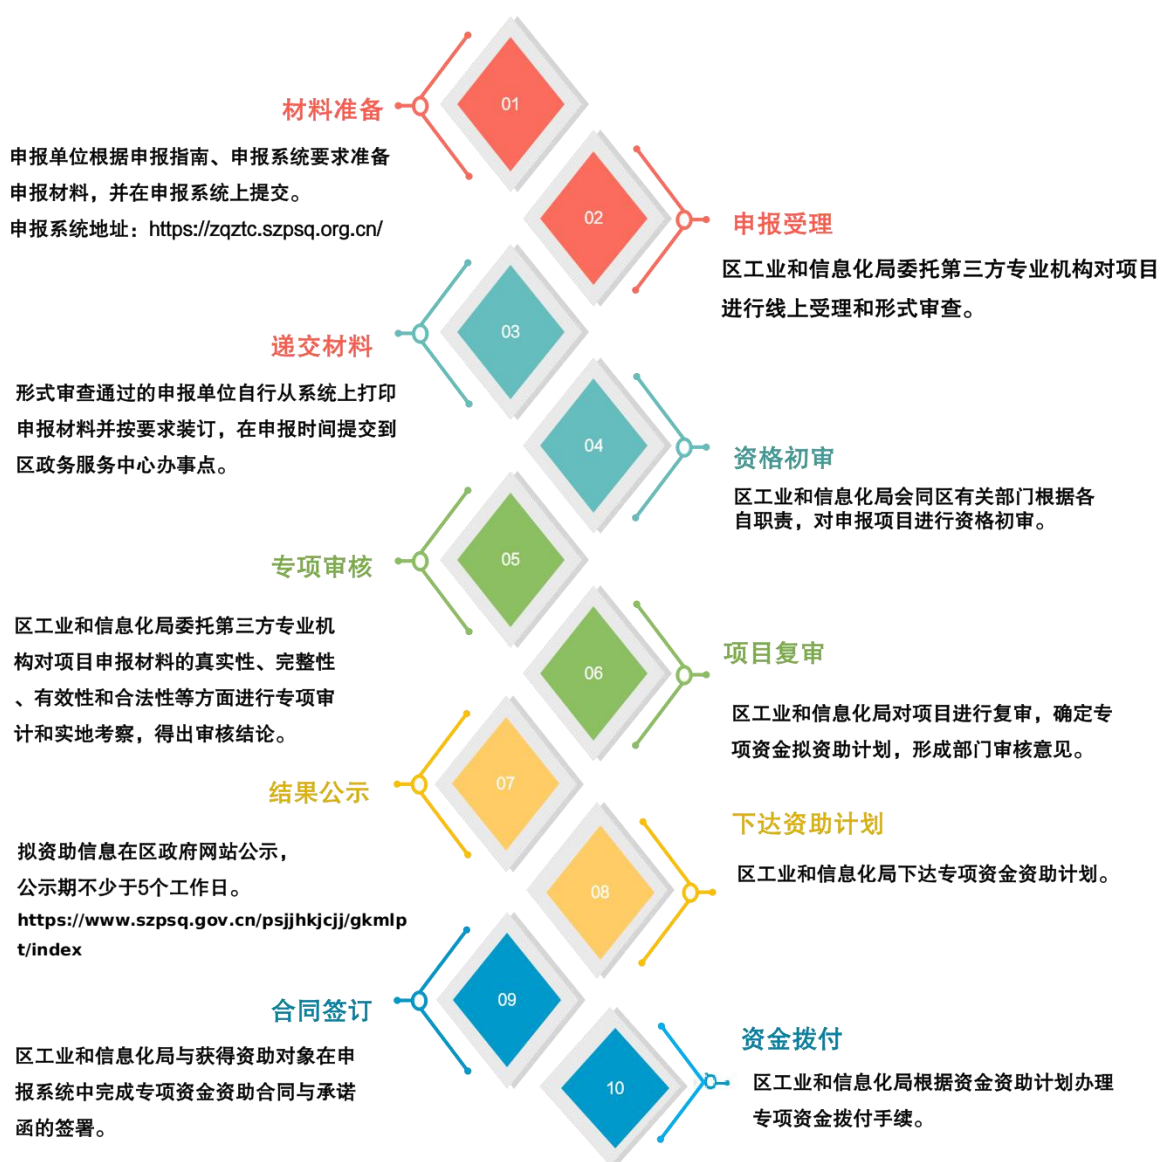 01
材料准备
申报单位根据申报指南、申报系统要求准备
申报材料，并在申报系统上提交。
申报系统地址：https://zqztc.szpsq.org.cn/
02
申报受理
区工业和信息化局委托第三方专业机构对项目
进行线上受理和形式审查。
03
递交材料
形式审查通过的申报单位自行从系统上打印
申报材料并按要求装订，在申报时间提交到
区政务服务中心办事点。
04
资格初审
区工业和信息化局会同区有关部门根据各
自职责，对申报项目进行资格初审。
05
专项审核
区工业和信息化局委托第三方专业机
构对项目申报材料的真实性、完整性
、有效性和合法性等方面进行专项审
计和实地考察，得出审核结论。
06
项目复审
区工业和信息化局对项目进行复审，确定专
项资金拟资助计划，形成部门审核意见。
07
结果公示
拟资助信息在区政府网站公示，
公示期不少于5个工作日。
https://www.szpsq.gov.cn/psjjhkjcjj/gkmlp
t/index
08
下达资助计划
区工业和信息化局下达专项资金资助计划。
09
合同签订
区工业和信息化局与获得资助对象在申
报系统中完成专项资金资助合同与承诺
函的签署。
10
资金拨付
区工业和信息化局根据资金资助计划办理
专项资金拨付手续。